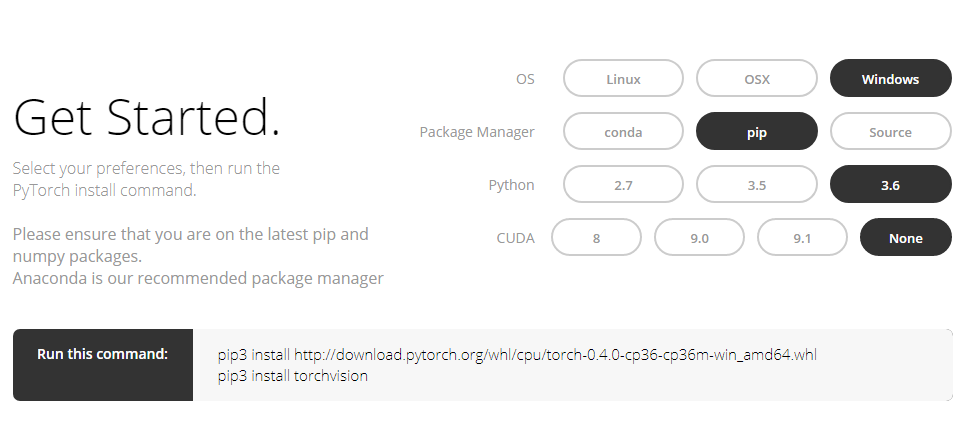 Get Started.
Select your preferences, then run the
PyTorch install command.
Please ensure that you are on the latest pip and
numpy packages.
Anaconda is our recommended package manager
OS Linux OSX Windows
Package Manager conda pip Source
Python 2.7 3.5 3.6
CUDA 8 9.0 9.1 None
Run this command: pip3 install http://download.pytorch.org/whl/cpu/torch-0.4.0-cp36-cp36m-win_amd64.whl
pip3 install torchvision